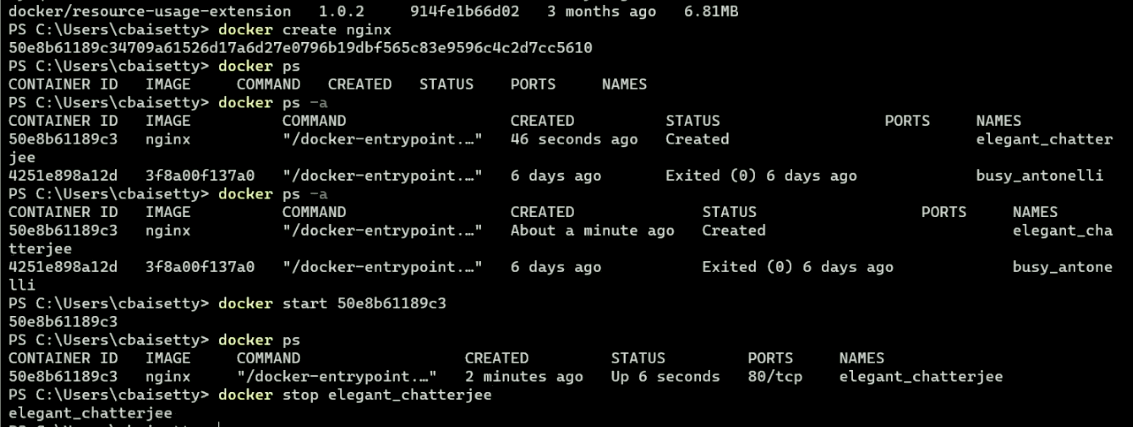 docker/resource-usage-extension   1.0.2     914fe1b66d02   3 months ago   6.81MB
PS C:\Users\cbaisetty> docker create nginx
50e8b61189c34709a61526d17a6d27e0796b19dbf565c83e9596c4c2d7cc5610
PS C:\Users\cbaisetty> docker ps
CONTAINER ID   IMAGE     COMMAND   CREATED   STATUS    PORTS     NAMES
PS C:\Users\cbaisetty> docker ps -a
CONTAINER ID   IMAGE          COMMAND                  CREATED          STATUS                  PORTS     NAMES
50e8b61189c3   nginx          "/docker-entrypoint.…"   46 seconds ago   Created                           elegant_chatter
jee
4251e898a12d   3f8a00f137a0   "/docker-entrypoint.…"   6 days ago       Exited (0) 6 days ago             busy_antonelli
PS C:\Users\cbaisetty> docker ps -a
CONTAINER ID   IMAGE          COMMAND                  CREATED              STATUS                  PORTS     NAMES
50e8b61189c3   nginx          "/docker-entrypoint.…"   About a minute ago   Created                           elegant_cha
tterjee
4251e898a12d   3f8a00f137a0   "/docker-entrypoint.…"   6 days ago           Exited (0) 6 days ago             busy_antone
lli
PS C:\Users\cbaisetty> docker start 50e8b61189c3
50e8b61189c3
PS C:\Users\cbaisetty> docker ps
CONTAINER ID   IMAGE     COMMAND                  CREATED         STATUS         PORTS     NAMES
50e8b61189c3   nginx     "/docker-entrypoint.…"   2 minutes ago   Up 6 seconds   80/tcp    elegant_chatterjee
PS C:\Users\cbaisetty> docker stop elegant_chatterjee
elegant_chatterjee